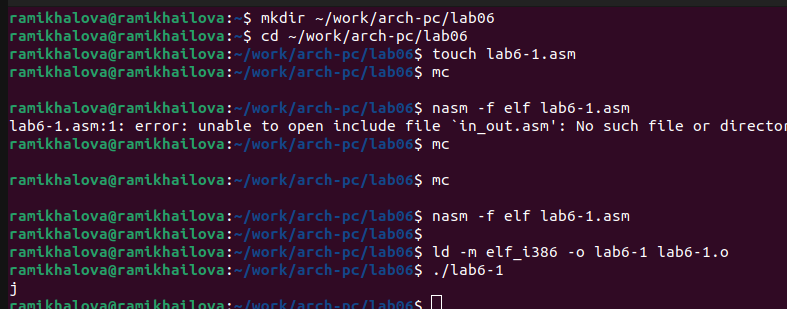 ramikhalova@ramikhailova:~$ mkdir ~/work/arch-pc/lab06
ramikhalova@ramikhailova:~$ cd ~/work/arch-pc/lab06
ramikhalova@ramikhailova:~/work/arch-pc/lab06$ touch lab6-1.asm
ramikhalova@ramikhailova:~/work/arch-pc/lab06$ mc
ramikhalova@ramikhailova:~/work/arch-pc/lab06$ nasm -f elf lab6-1.asm
lab6-1.asm:1: error: unable to open include file `in_out.asm': No such file or director
ramikhalova@ramikhailova:~/work/arch-pc/lab06$ mc
ramikhalova@ramikhailova:~/work/arch-pc/lab06$ mc
ramikhalova@ramikhailova:~/work/arch-pc/lab06$ nasm -f elf lab6-1.asm
ramikhalova@ramikhailova:~/work/arch-pc/lab06$
ramikhalova@ramikhailova:~/work/arch-pc/lab06$ ld -m elf_i386 -o lab6-1 lab6-1.o
ramikhalova@ramikhailova:~/work/arch-pc/lab06$ ./lab6-1
j
ramikhalova@ramikhailova:~/work/arch-pc/lab06$